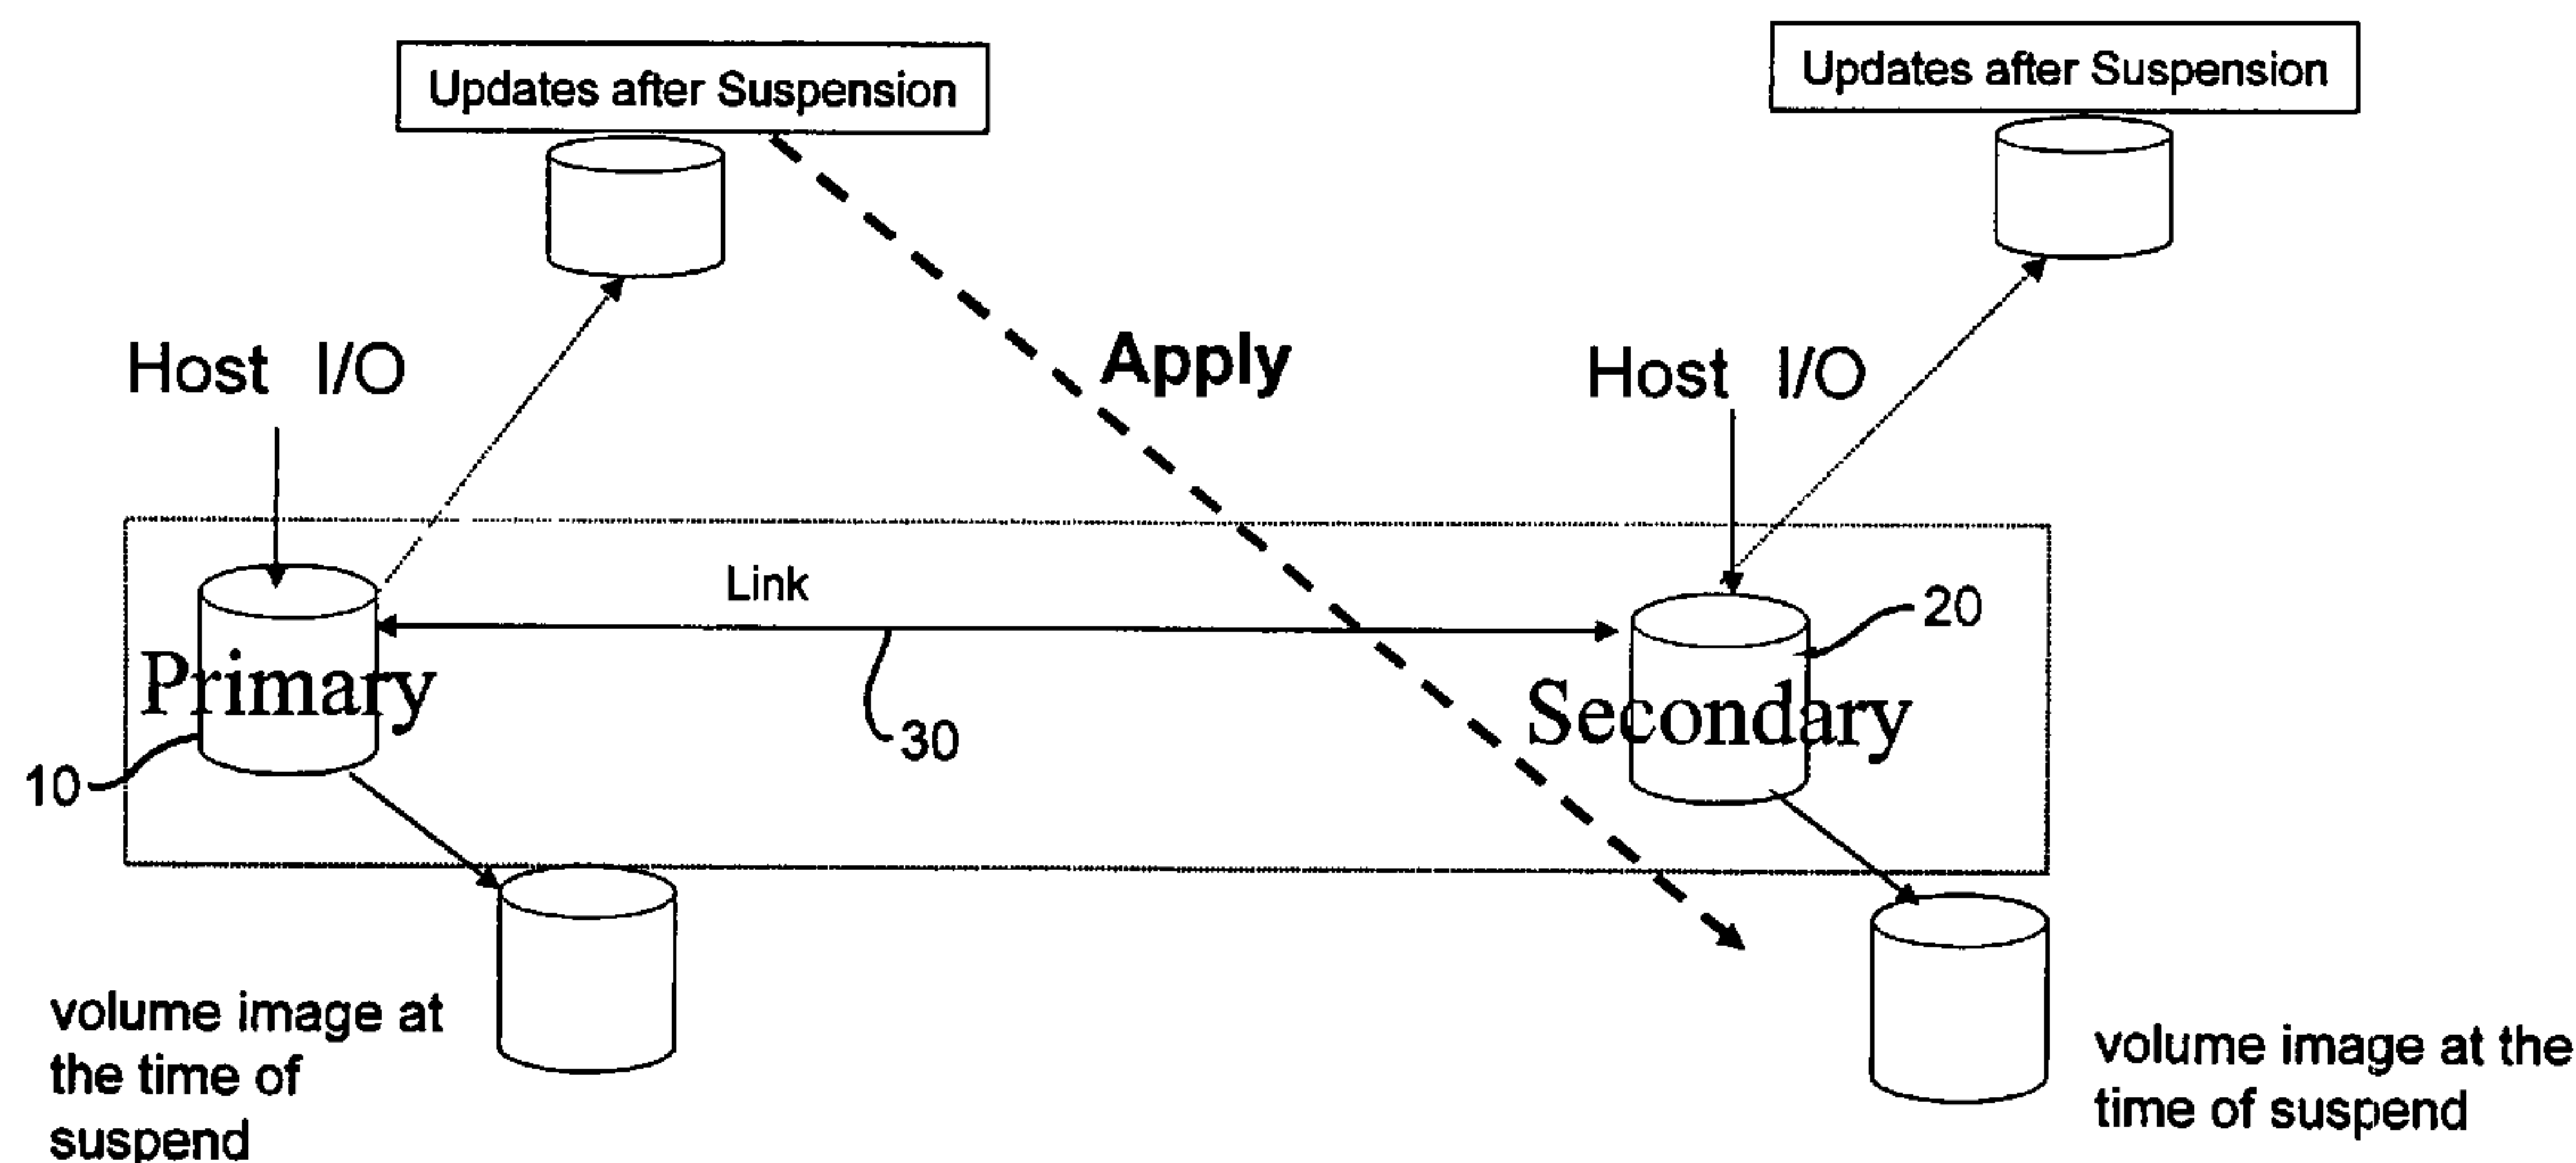 Updates after Suspension
Updates after Suspension
Host I/O
Apply
Host I/O
Link
20
Primary
30
Secondary
10
volume image at
the time of
suspend
volume image at the
time of suspend